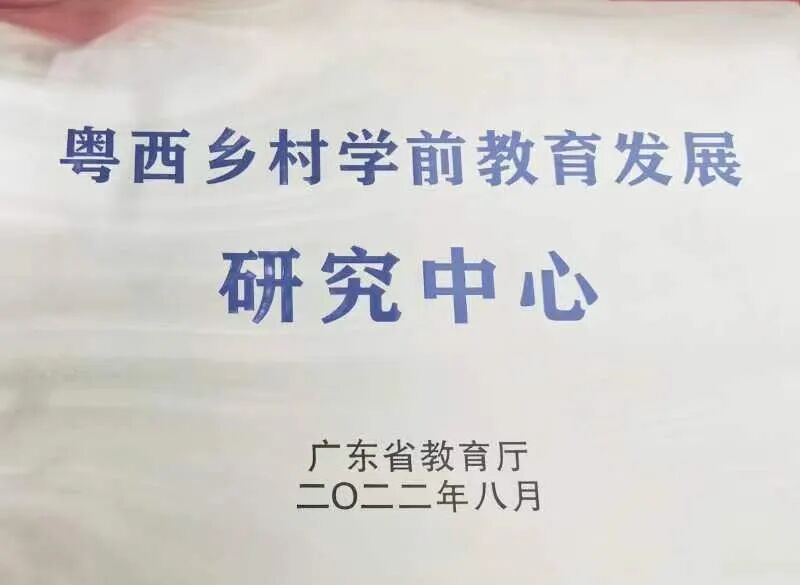 粤西乡村学前教育发展
研究中心
广东省教育厅
二〇二二年八月